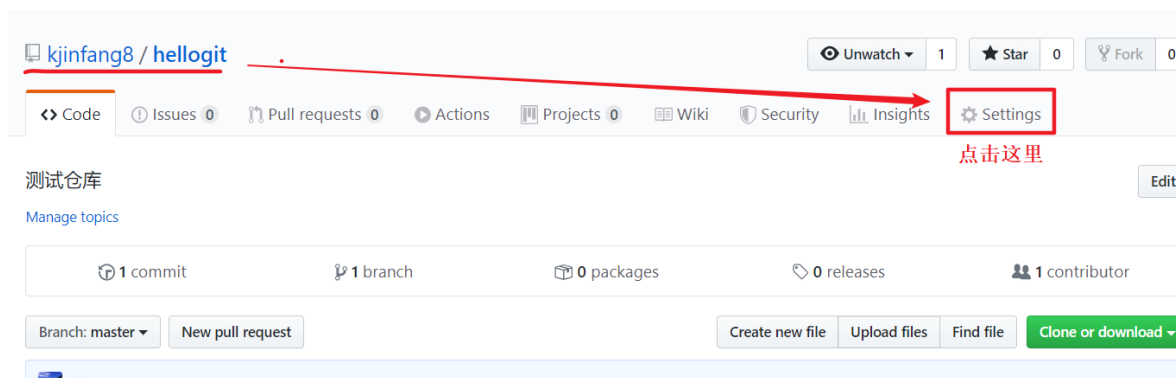 kjinfang8 / hellogit
Unwatch 1 Star 0 Fork 0
Code Issues 0 Pull requests 0 Actions Projects 0 Wiki Security Insights Settings
点击这里
测试仓库
Edit
Manage topics
1 commit 1 branch 0 packages 0 releases 1 contributor
Branch: master New pull request Create new file Upload files Find file Clone or download